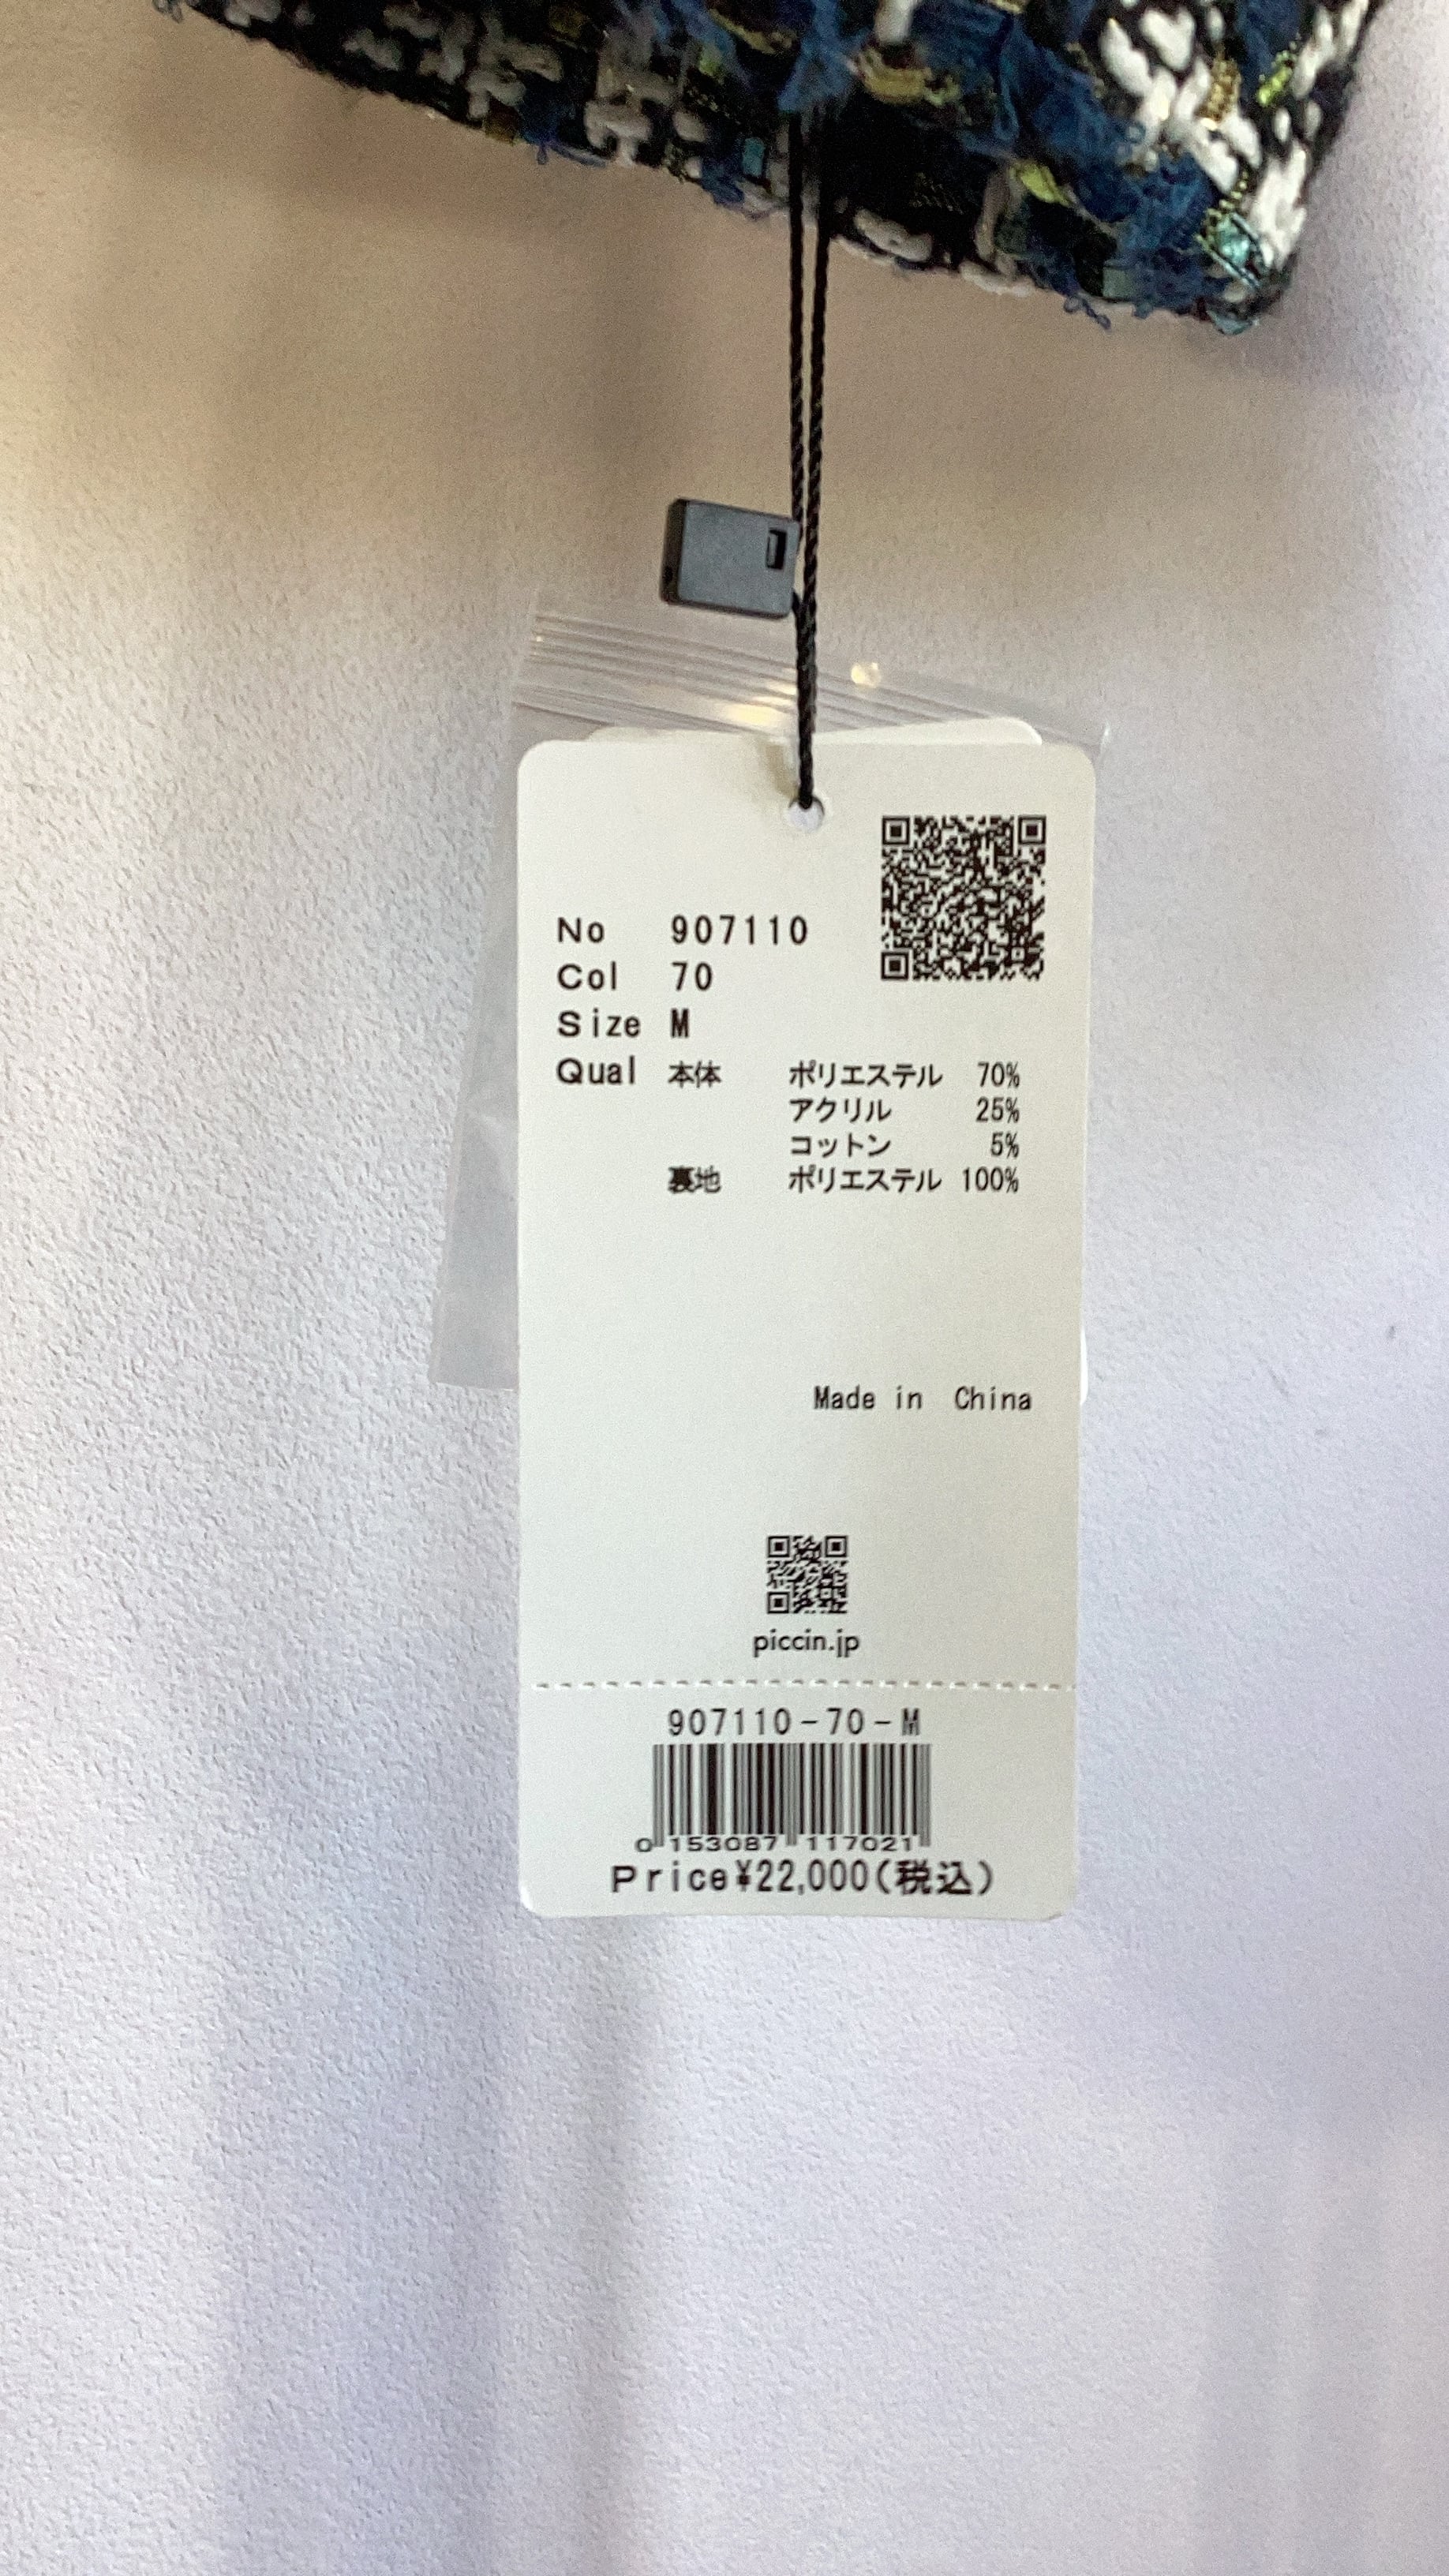 No 907110
Col 70
Size M
Qual 本体 ポリエステル 70%
アクリル 25%
コットン 5%
裏地 ポリエステル 100%
Made in China
piccin.jp
907110-70-M
0 153087 117021
Price¥22,000(税込)